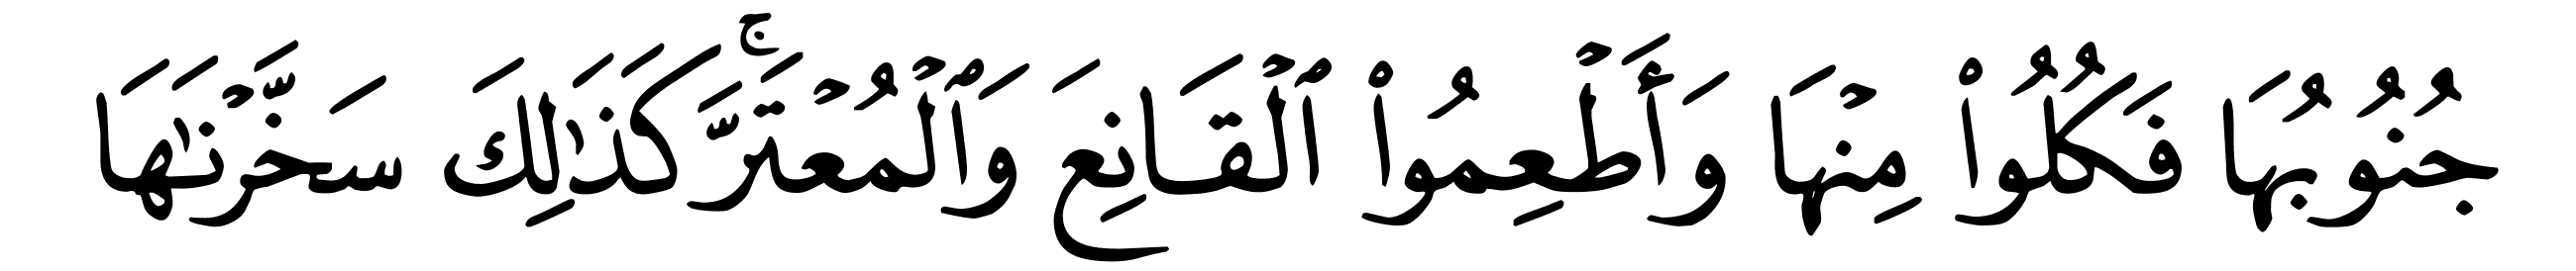 جُنُوبُهَا فَكُلُوا۟ مِنْهَا وَأَطْعِمُوا۟ ٱلْقَانِعَ وَٱلْمُعْتَرَّ ۚ كَذَٰلِكَ سَخَّرْنَٰهَا